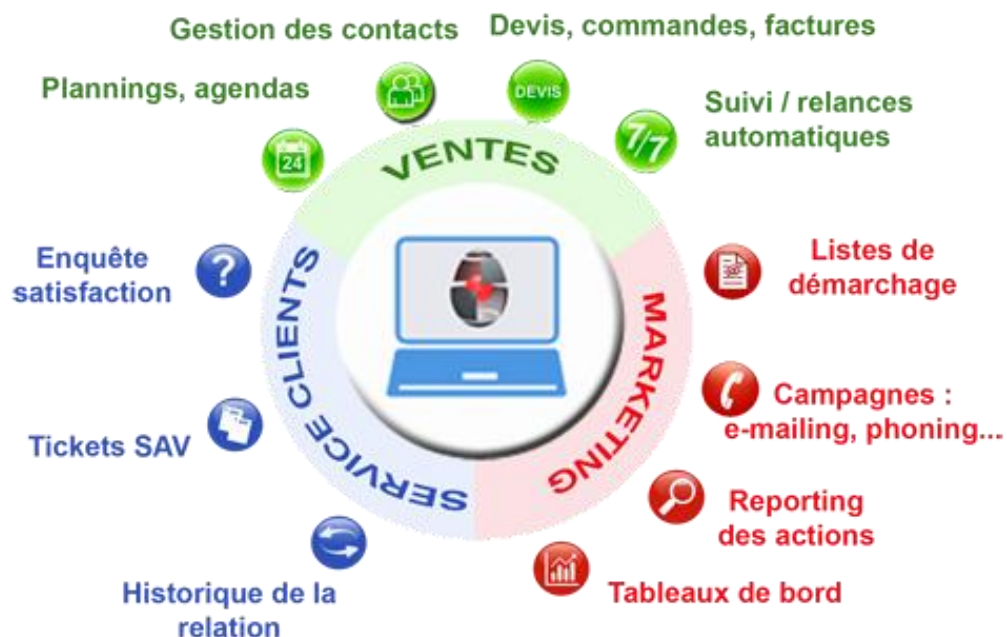 Gestion des contacts
Devis, commandes, factures
Plannings, agendas
DEVIS
Suivi / relances
automatiques
7/7
24
VENTES
Enquête
satisfaction
?
Listes de
démarchage
SERVICE CLIENTS
MARKETING
Campagnes :
e-mailing, phoning...
Tickets SAV
Reporting
des actions
Historique de la
relation
Tableaux de bord